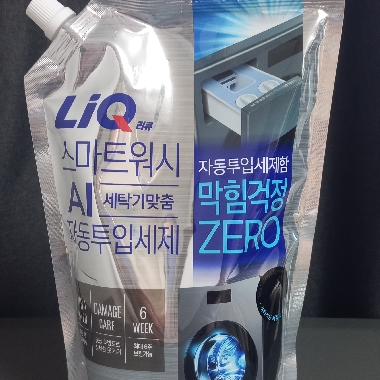 LiQ 리큐
스마트워시
AI 세탁기맞춤
자동투입세제
자동투입세제함
막힘걱정
ZERO
DAMAGE
CARE
6
WEEK